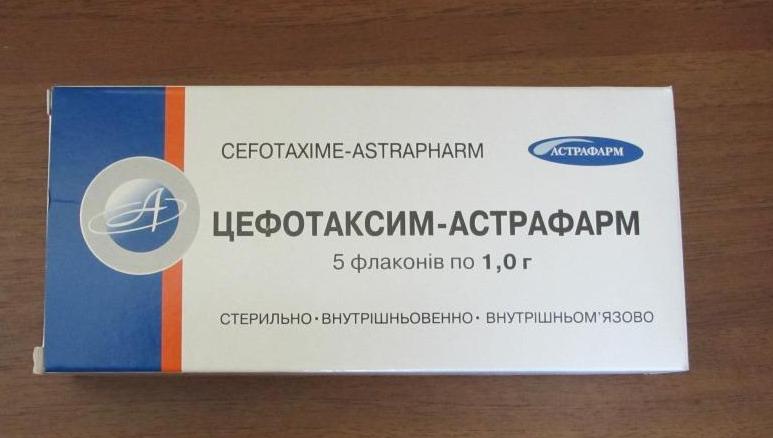 CEFOTAXIME-ASTRAPHARM
АСТРАФАРМ
ЦЕФОТАКСИМ-АСТРАФАРМ
5 флаконів по 1,0 г
СТЕРИЛЬНО · ВНУТРІШНЬОВЕННО · ВНУТРІШНЬОМ'ЯЗОВО
А